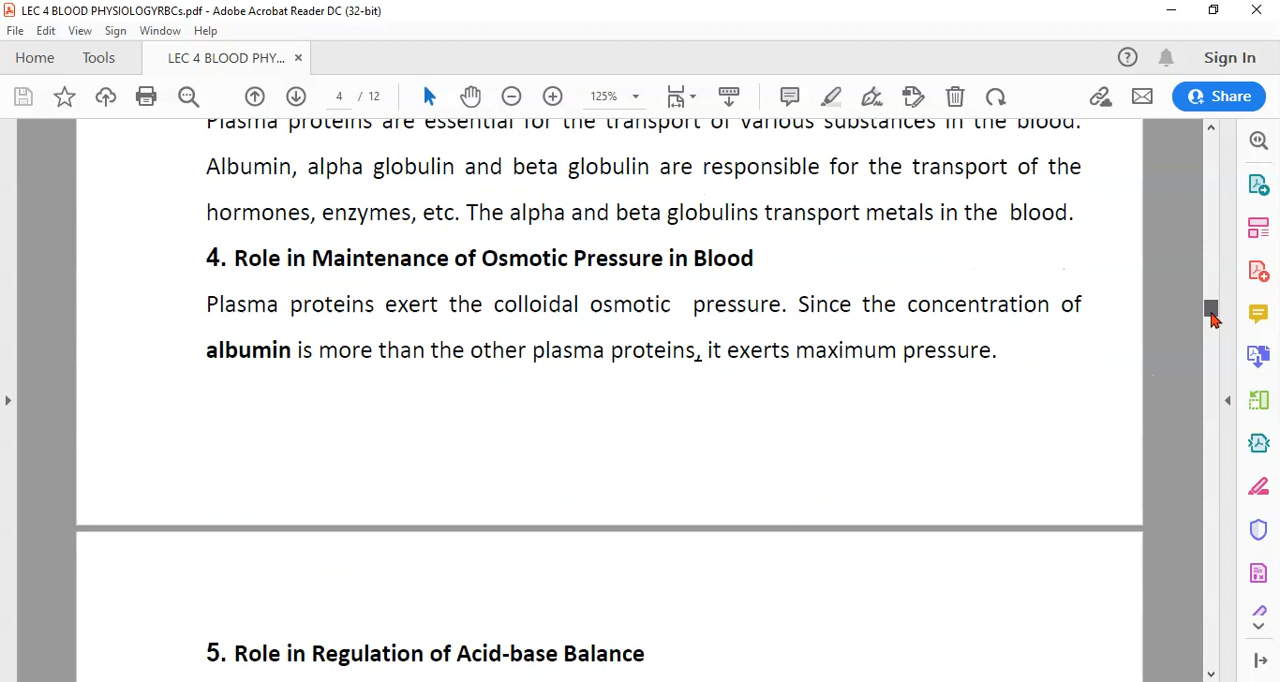 LEC 4 BLOOD PHYSIOLOGYRBCs.pdf - Adobe Acrobat Reader DC (32-bit)
File Edit View Sign Window Help
Home Tools LEC 4 BLOOD PHY... × Sign In
4 / 12 125% Share
Plasma proteins are essential for the transport of various substances in the blood.
Albumin, alpha globulin and beta globulin are responsible for the transport of the
hormones, enzymes, etc. The alpha and beta globulins transport metals in the blood.
4. Role in Maintenance of Osmotic Pressure in Blood
Plasma proteins exert the colloidal osmotic pressure. Since the concentration of
albumin is more than the other plasma proteins, it exerts maximum pressure.
5. Role in Regulation of Acid-base Balance